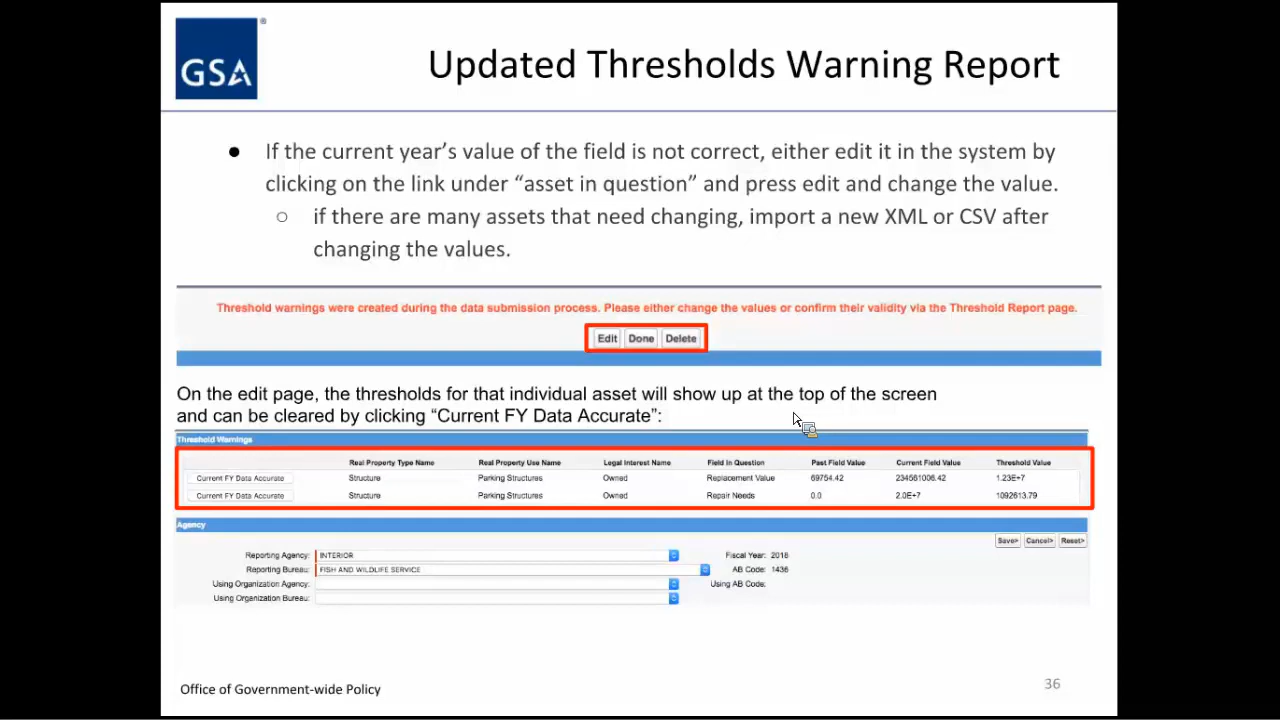 GSA
®
Updated Thresholds Warning Report
● If the current year’s value of the field is not correct, either edit it in the system by
clicking on the link under “asset in question” and press edit and change the value.
○ if there are many assets that need changing, import a new XML or CSV after
changing the values.
Threshold warnings were created during the data submission process. Please either change the values or confirm their validity via the Threshold Report page.
Edit Done Delete
On the edit page, the thresholds for that individual asset will show up at the top of the screen
and can be cleared by clicking “Current FY Data Accurate”:
Threshold Warnings
Real Property Type Name Real Property Use Name Legal Interest Name Field In Question Past Field Value Current Field Value Threshold Value
Current FY Data Accurate Structure Parking Structures Owned Replacement Value 69754.42 234561006.42 1.23E+7
Current FY Data Accurate Structure Parking Structures Owned Repair Needs 0.0 2.0E+7 1092613.79
Agency
Save> Cancel> Reset>
Reporting Agency: INTERIOR Fiscal Year: 2018
Reporting Bureau: FISH AND WILDLIFE SERVICE AB Code: 1436
Using Organization Agency: Using AB Code:
Using Organization Bureau:
Office of Government-wide Policy
36